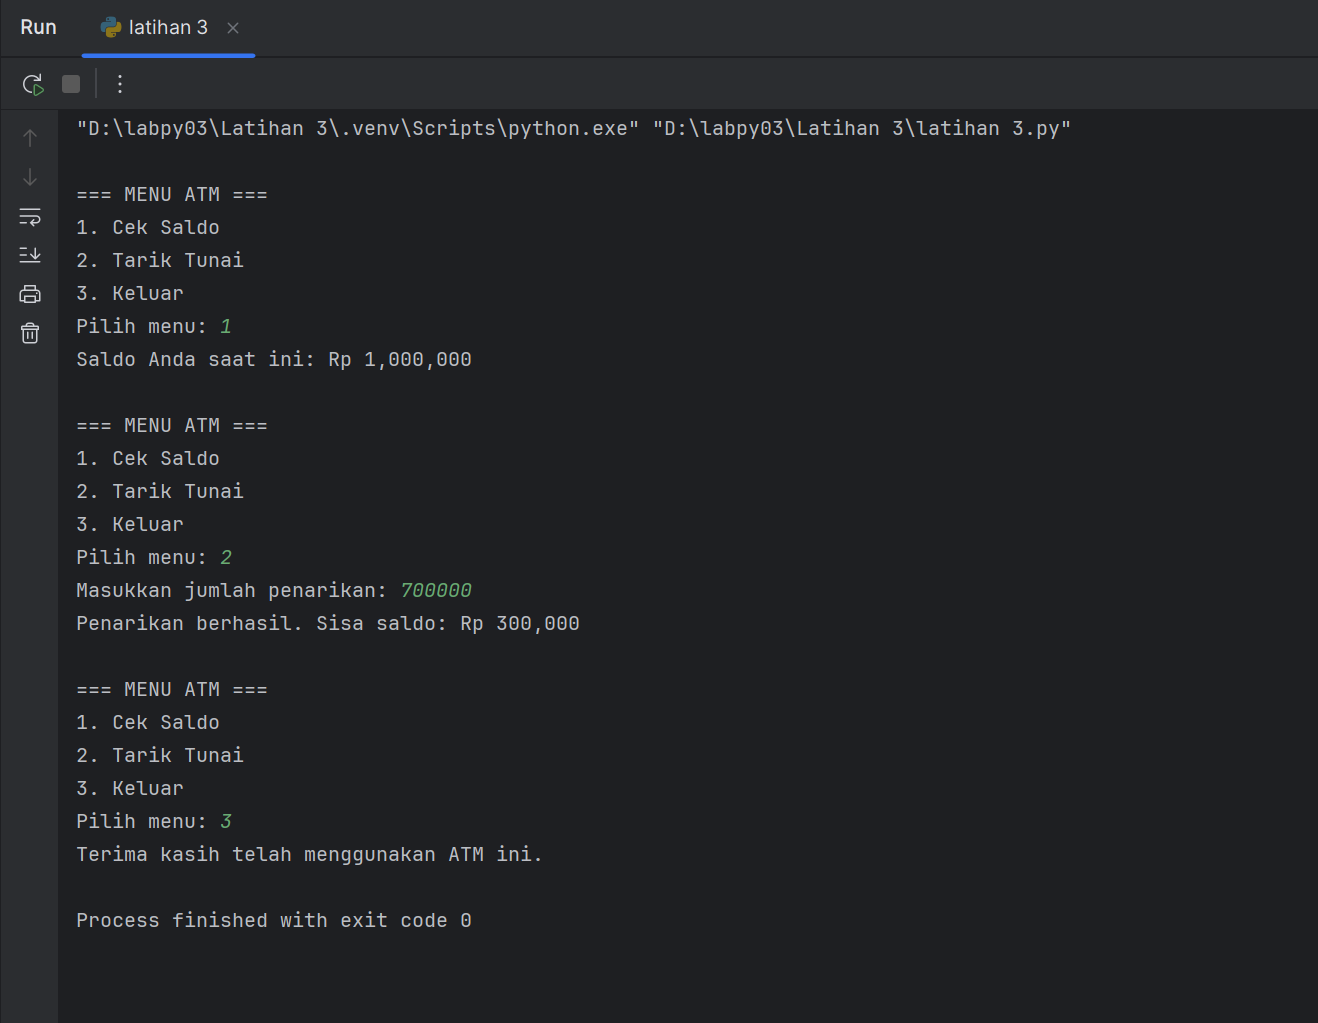 Run latihan 3
"D:\labpy03\Latihan 3\.venv\Scripts\python.exe" "D:\labpy03\Latihan 3\latihan 3.py"
=== MENU ATM ===
1. Cek Saldo
2. Tarik Tunai
3. Keluar
Pilih menu: 1
Saldo Anda saat ini: Rp 1,000,000
=== MENU ATM ===
1. Cek Saldo
2. Tarik Tunai
3. Keluar
Pilih menu: 2
Masukkan jumlah penarikan: 700000
Penarikan berhasil. Sisa saldo: Rp 300,000
=== MENU ATM ===
1. Cek Saldo
2. Tarik Tunai
3. Keluar
Pilih menu: 3
Terima kasih telah menggunakan ATM ini.
Process finished with exit code 0